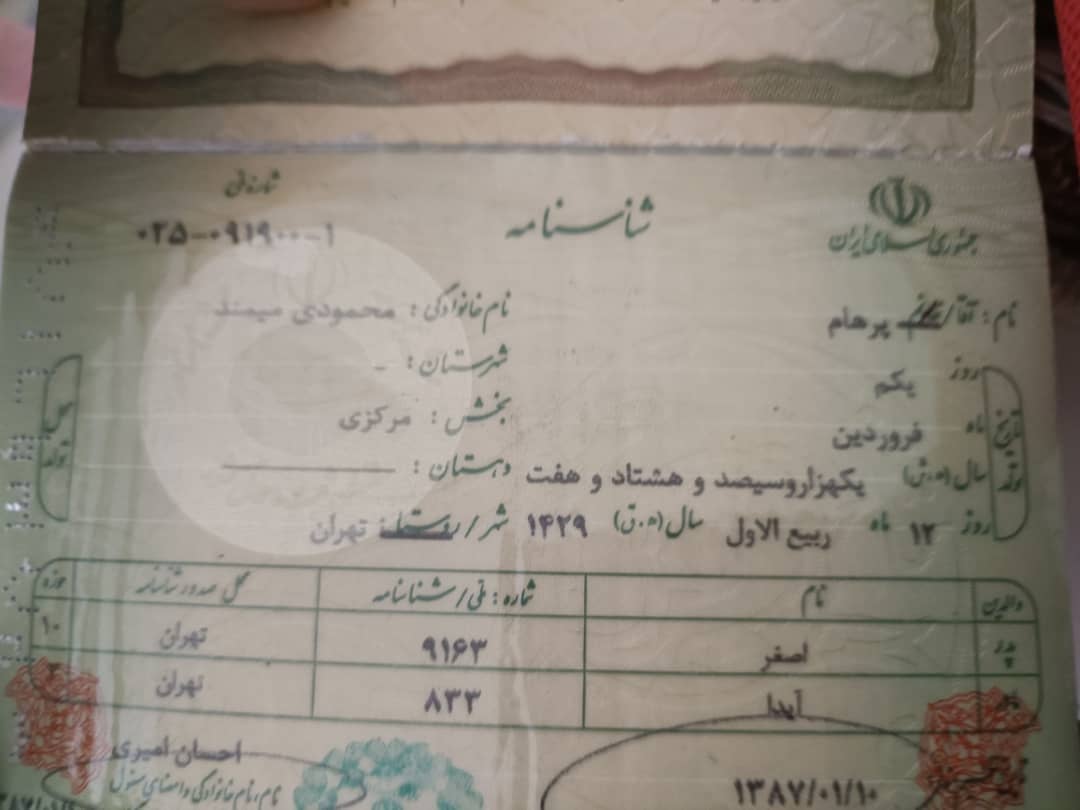 جمهوری اسلامی ایران
شناسنامه
شماره ملی
۰۲۵-۰۹۱۹۰۰-۱
نام: آقا/ پرهام
نام خانوادگی: محمودی میمند
روز یکم
شهرستان: -
ماه فروردین
بخش: مرکزی
سال (ه.ش) یکهزاروسیصد و هشتاد و هفت
دهستان:
روز ۱۲ ماه ربیع الاول سال (ه.ق) ۱۴۲۹
شهر/روستا: تهران
تاریخ تولد
محل تولد
والدین نام شماره: ملی/شناسنامه محل صدور شناسنامه حوزه
پدر اصغر ۹۱۶۳ تهران ۱۰
مادر آیدا ۸۳۳ تهران
احسان امیری
نام، نام خانوادگی و امضای مسئول
۱۳۸۷/۰۱/۱۰